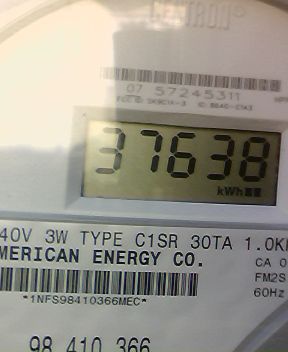 CENTRON®
07 57245311
37638
kWh
40V 3W TYPE C1SR 30TA 1.0K
MERICAN ENERGY CO.
CA 0
FM2S
60Hz
*1NFS98410366MEC*
98 410 366